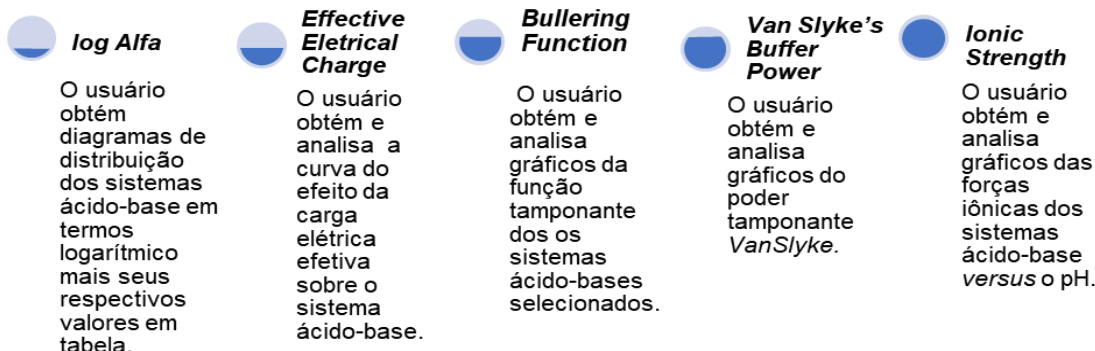 log Alfa
O usuário
obtém
diagramas de
distribuição
dos sistemas
ácido-base em
termos
logarítmico
mais seus
respectivos
valores em
tabela.
Effective
Eletrical
Charge
O usuário
obtém e
analisa a
curva do
efeito da
carga
elétrica
efetiva
sobre o
sistema
ácido-base.
Bullering
Function
O usuário
obtém e
analisa
gráficos da
função
tamponante
dos os
sistemas
ácido-bases
selecionados.
Van Slyke's
Buffer
Power
O usuário
obtém e
analisa
gráficos do
poder
tamponante
VanSlyke.
Ionic
Strength
O usuário
obtém e
analisa
gráficos das
forças
iônicas dos
sistemas
ácido-base
versus o pH.